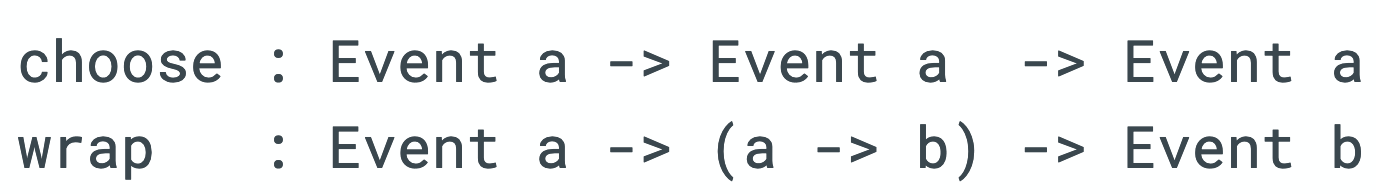 choose : Event a -> Event a  -> Event a
wrap   : Event a -> (a -> b) -> Event b